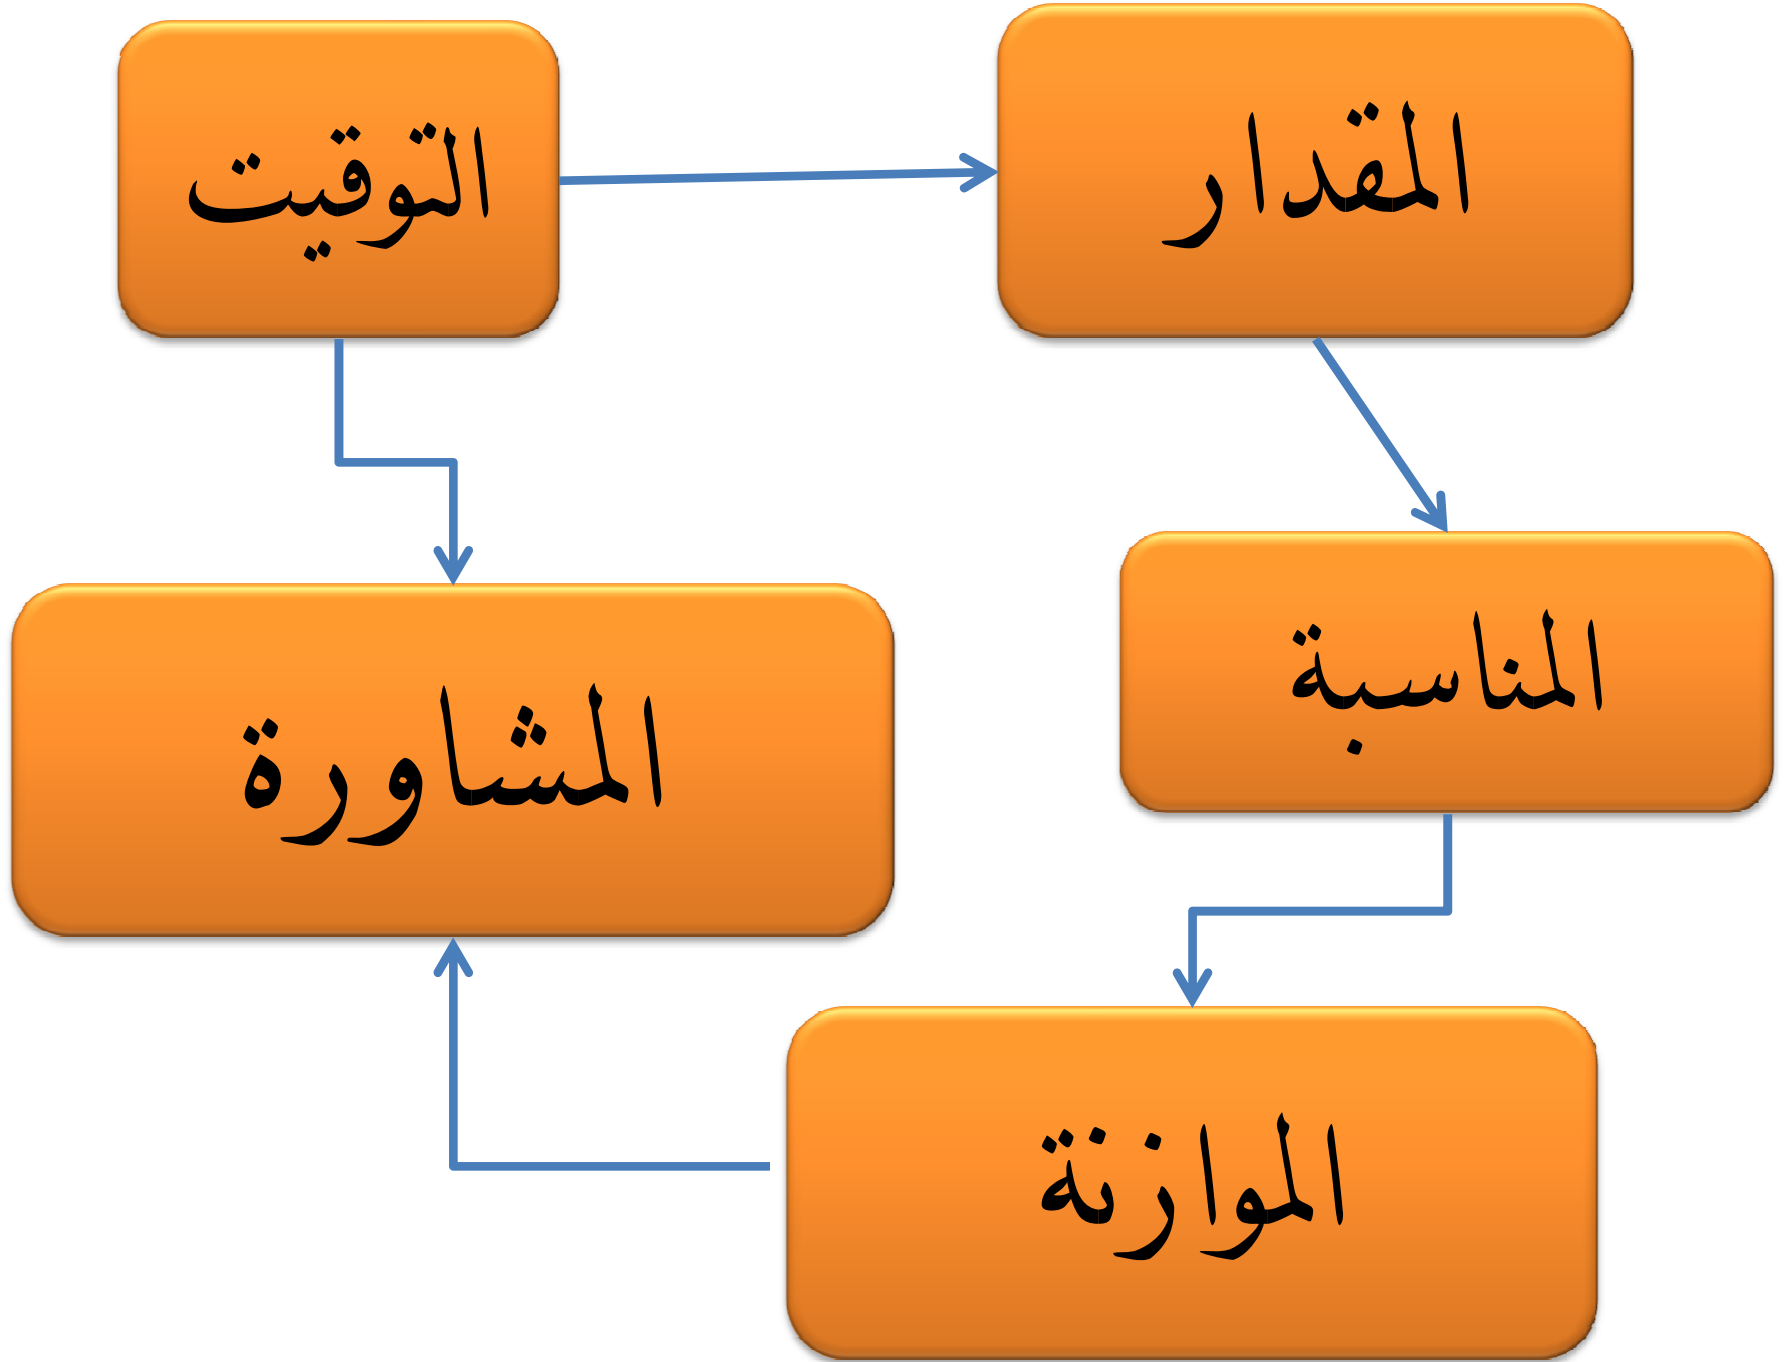 المقدار
التوقيت
المناسبة
المشاورة
الموازنة